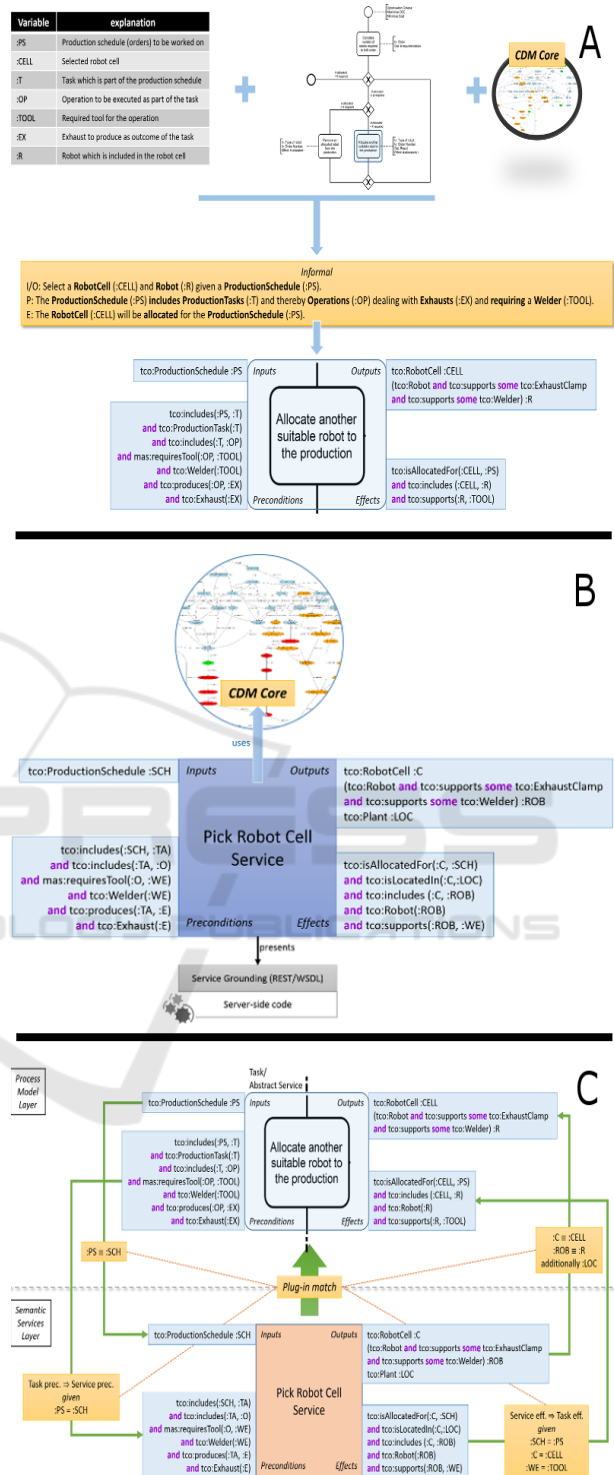 A
Variable explanation
:PS Production schedule (orders) to be worked on
:CELL Selected robot cell
:T Task which is part of the production schedule
:OP Operation to be executed as part of the task
:TOOL Required tool for the operation
:EX Exhaust to produce as outcome of the task
:R Robot which is included in the robot cell
CDM Core
Informal
I/O: Select a RobotCell (:CELL) and Robot (:R) given a ProductionSchedule (:PS).
P: The ProductionSchedule (:PS) includes ProductionTasks (:T) and thereby Operations (:OP) dealing with Exhausts (:EX) and requiring a Welder (:TOOL).
E: The RobotCell (:CELL) will be allocated for the ProductionSchedule (:PS).
tco:ProductionSchedule :PS
Inputs
Outputs
tco:RobotCell :CELL
(tco:Robot and tco:supports some tco:ExhaustClamp
and tco:supports some tco:Welder) :R
Allocate another
suitable robot to
the production
tco:includes(:PS, :T)
and tco:ProductionTask(:T)
and tco:includes(:T, :OP)
and mas:requiresTool(:OP, :TOOL)
and tco:Welder(:TOOL)
and tco:produces(:OP, :EX)
and tco:Exhaust(:EX)
Preconditions
Effects
tco:isAllocatedFor(:CELL, :PS)
and tco:includes (:CELL, :R)
and tco:supports(:R, :TOOL)
B
CDM Core
uses
tco:ProductionSchedule :SCH
Inputs
Outputs
tco:RobotCell :C
(tco:Robot and tco:supports some tco:ExhaustClamp
and tco:supports some tco:Welder) :ROB
tco:Plant :LOC
Pick Robot Cell
Service
tco:includes(:SCH, :TA)
and tco:includes(:TA, :O)
and mas:requiresTool(:O, :WE)
and tco:Welder(:WE)
and tco:produces(:TA, :E)
and tco:Exhaust(:E)
Preconditions
Effects
tco:isAllocatedFor(:C, :SCH)
and tco:isLocatedIn(:C,:LOC)
and tco:includes (:C, :ROB)
and tco:Robot(:ROB)
and tco:supports(:ROB, :WE)
presents
Service Grounding (REST/WSDL)
Server-side code
C
Process
Model
Layer
Task/
Abstract Service
tco:ProductionSchedule :PS
Inputs
Outputs
tco:RobotCell :CELL
(tco:Robot and tco:supports some tco:ExhaustClamp
and tco:supports some tco:Welder) :R
Allocate another
suitable robot to
the production
tco:includes(:PS, :T)
and tco:ProductionTask(:T)
and tco:includes(:T, :OP)
and mas:requiresTool(:OP, :TOOL)
and tco:Welder(:TOOL)
and tco:produces(:OP, :EX)
and tco:Exhaust(:EX)
Preconditions
Effects
tco:isAllocatedFor(:CELL, :PS)
and tco:includes (:CELL, :R)
and tco:Robot(:R)
and tco:supports(:R, :TOOL)
:PS ≡ :SCH
:C ≡ :CELL
:ROB ≡ :R
additionally :LOC
Plug-in match
Semantic
Services
Layer
tco:ProductionSchedule :SCH
Inputs
Outputs
tco:RobotCell :C
(tco:Robot and tco:supports some tco:ExhaustClamp
and tco:supports some tco:Welder) :ROB
tco:Plant :LOC
Pick Robot Cell
Service
Task prec. ⇒ Service prec.
given
:PS = :SCH
tco:includes(:SCH, :TA)
and tco:includes(:TA, :O)
and mas:requiresTool(:O, :WE)
and tco:Welder(:WE)
and tco:produces(:TA, :E)
and tco:Exhaust(:E)
Preconditions
Effects
tco:isAllocatedFor(:C, :SCH)
and tco:isLocatedIn(:C,:LOC)
and tco:includes (:C, :ROB)
and tco:Robot(:ROB)
and tco:supports(:ROB, :WE)
Service eff. ⇒ Task eff.
given
:SCH = :PS
:C = :CELL
:WE = :TOOL